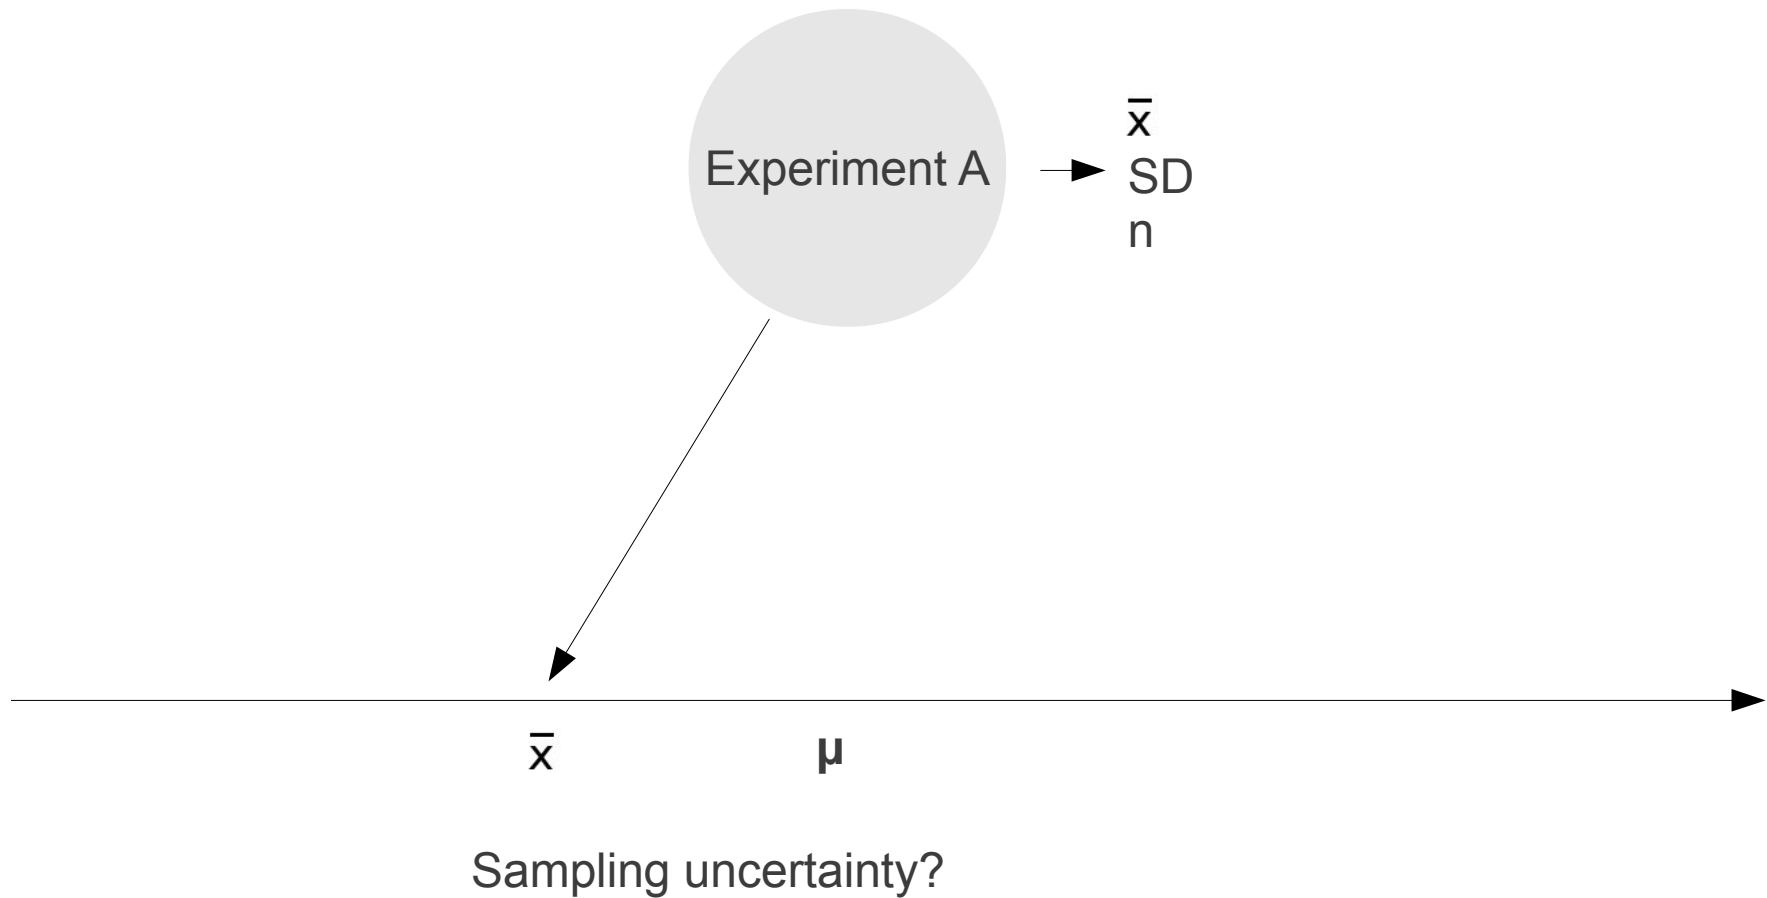 x̅
Experiment A
SD
n
x̅
μ
Sampling uncertainty?